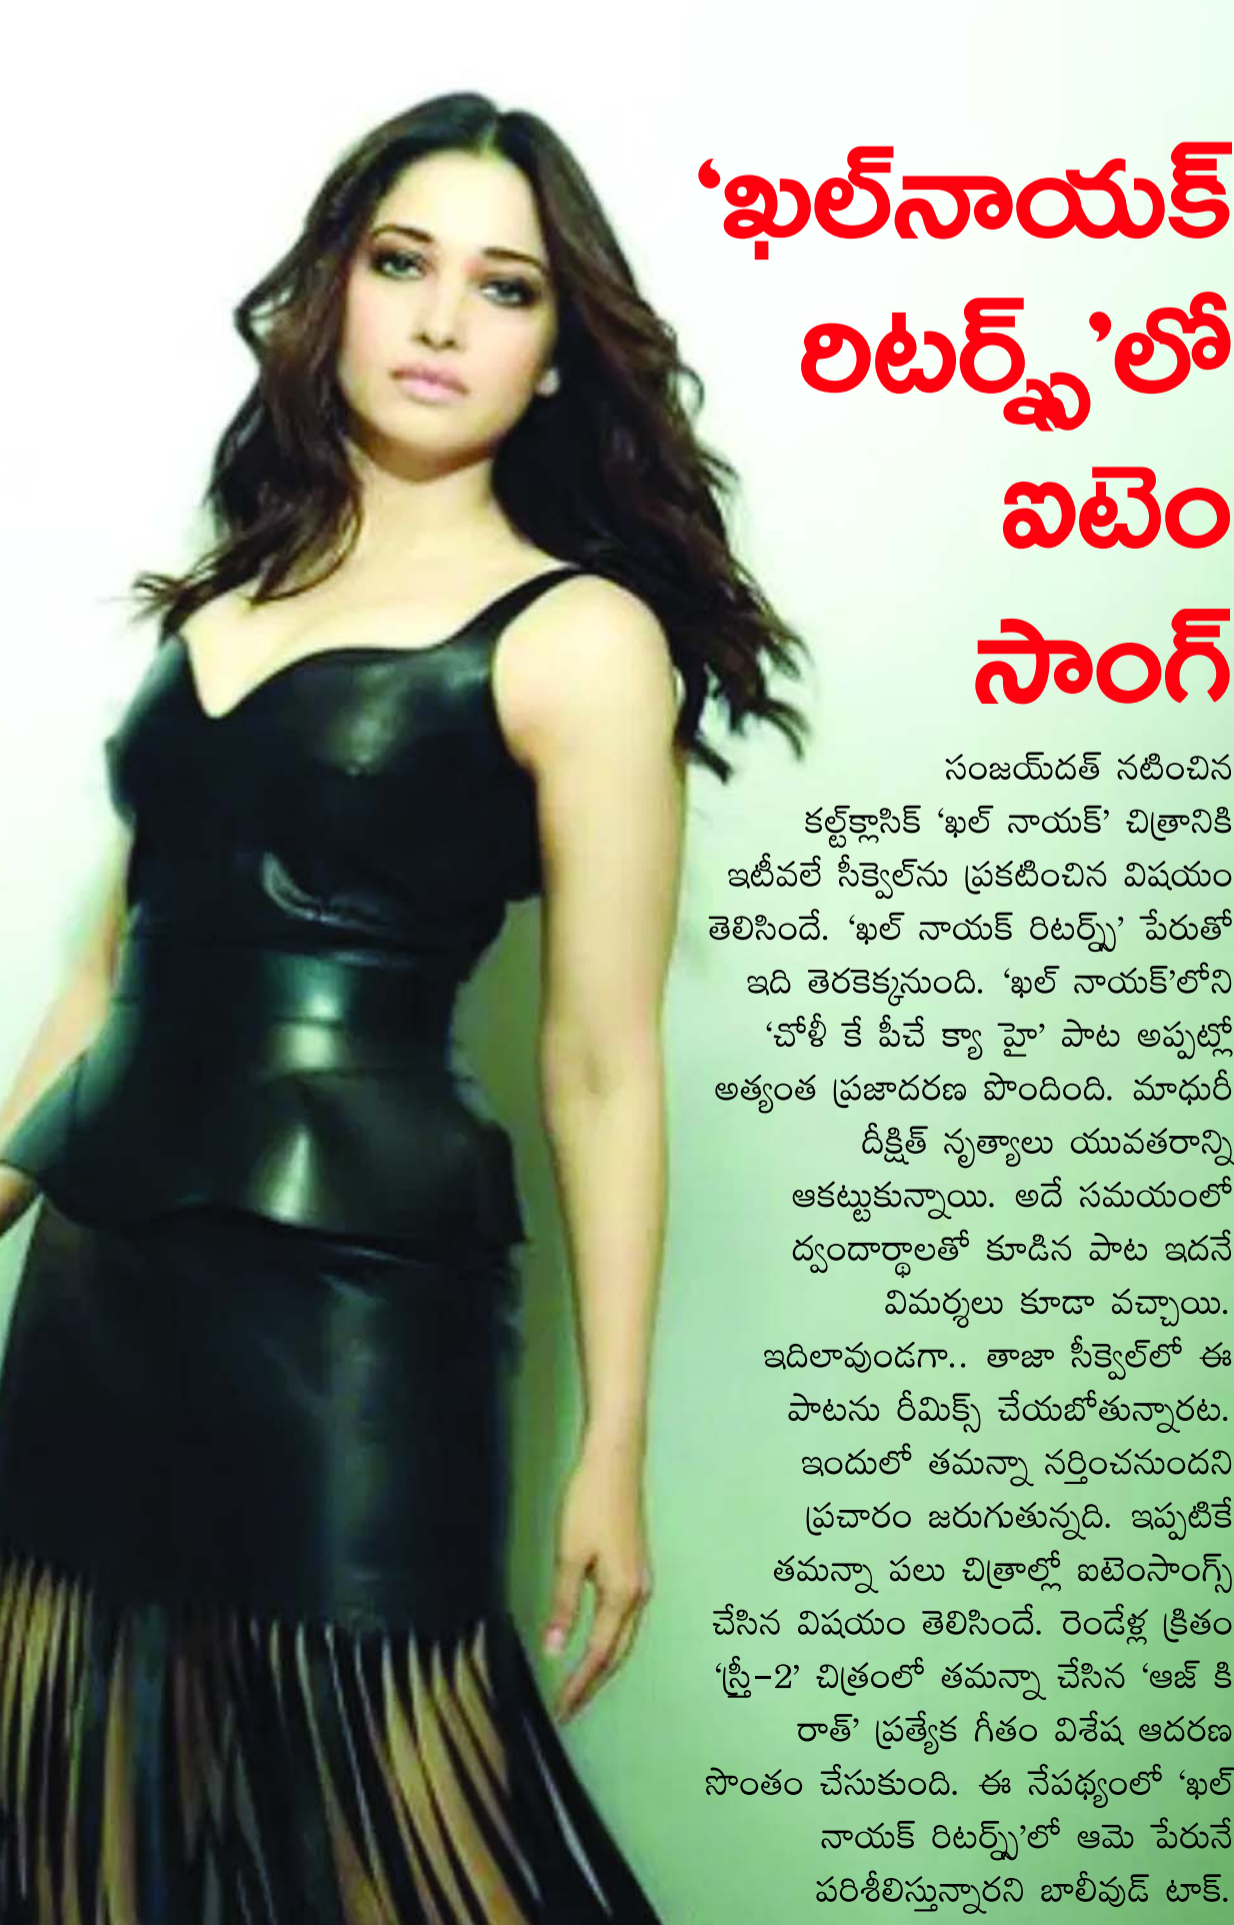 ‘ఖల్‌నాయక్
రిటర్న్స్’లో
ఐటెం
సాంగ్
సంజయ్‌దత్ నటించిన
కల్ట్‌క్లాసిక్ ‘ఖల్ నాయక్’ చిత్రానికి
ఇటీవలే సీక్వెల్‌ను ప్రకటించిన విషయం
తెలిసిందే. ‘ఖల్ నాయక్ రిటర్న్స్’ పేరుతో
ఇది తెరకెక్కనుంది. ‘ఖల్ నాయక్’లోని
‘చోళీ కే పీచే క్యా హై’ పాట అప్పట్లో
అత్యంత ప్రజాదరణ పొందింది. మాధురీ
దీక్షిత్ నృత్యాలు యువతరాన్ని
ఆకట్టుకున్నాయి. అదే సమయంలో
ద్వందార్థాలతో కూడిన పాట ఇదనే
విమర్శలు కూడా వచ్చాయి.
ఇదిలావుండగా.. తాజా సీక్వెల్‌లో ఈ
పాటను రీమిక్స్ చేయబోతున్నారట.
ఇందులో తమన్నా నర్తించనుందని
ప్రచారం జరుగుతున్నది. ఇప్పటికే
తమన్నా పలు చిత్రాల్లో ఐటెంసాంగ్స్
చేసిన విషయం తెలిసిందే. రెండేళ్ల క్రితం
‘స్త్రీ-2’ చిత్రంలో తమన్నా చేసిన ‘ఆజ్ కి
రాత్’ ప్రత్యేక గీతం విశేష ఆదరణ
సొంతం చేసుకుంది. ఈ నేపథ్యంలో ‘ఖల్
నాయక్ రిటర్న్స్’లో ఆమె పేరునే
పరిశీలిస్తున్నారని బాలీవుడ్ టాక్.